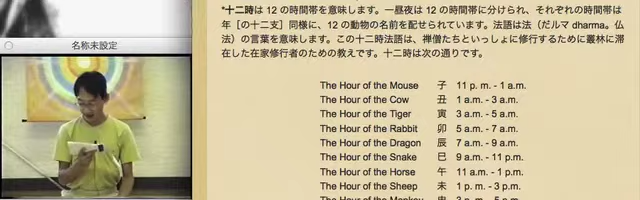 *十二時は 12 の時間帯を意味します。一昼夜は 12 の時間帯に分けられ、それぞれの時間帯は
年［の十二支］同様に、12 の動物の名前を配せられています。法語は法（だルマ dharma。仏
法）の言葉を意味します。この十二時法語は、禅僧たちといっしょに修行するために叢林に滞
在した在家修行者のための教えです。十二時は次の通りです。
名称未設定
The Hour of the Mouse 子 11 p. m. - 1 a.m.
The Hour of the Cow 丑 1 a.m. - 3 a.m.
The Hour of the Tiger 寅 3 a.m. - 5 a.m.
The Hour of the Rabbit 卯 5 a.m. - 7 a.m.
The Hour of the Dragon 辰 7 a.m. - 9 a.m.
The Hour of the Snake 巳 9 a.m. - 11 p.m.
The Hour of the Horse 午 11 a.m. - 1 p.m.
The Hour of the Sheep 未 1 p.m. - 3 p.m.
The Hour of the Monkey 申 3 p.m. - 5 p.m.